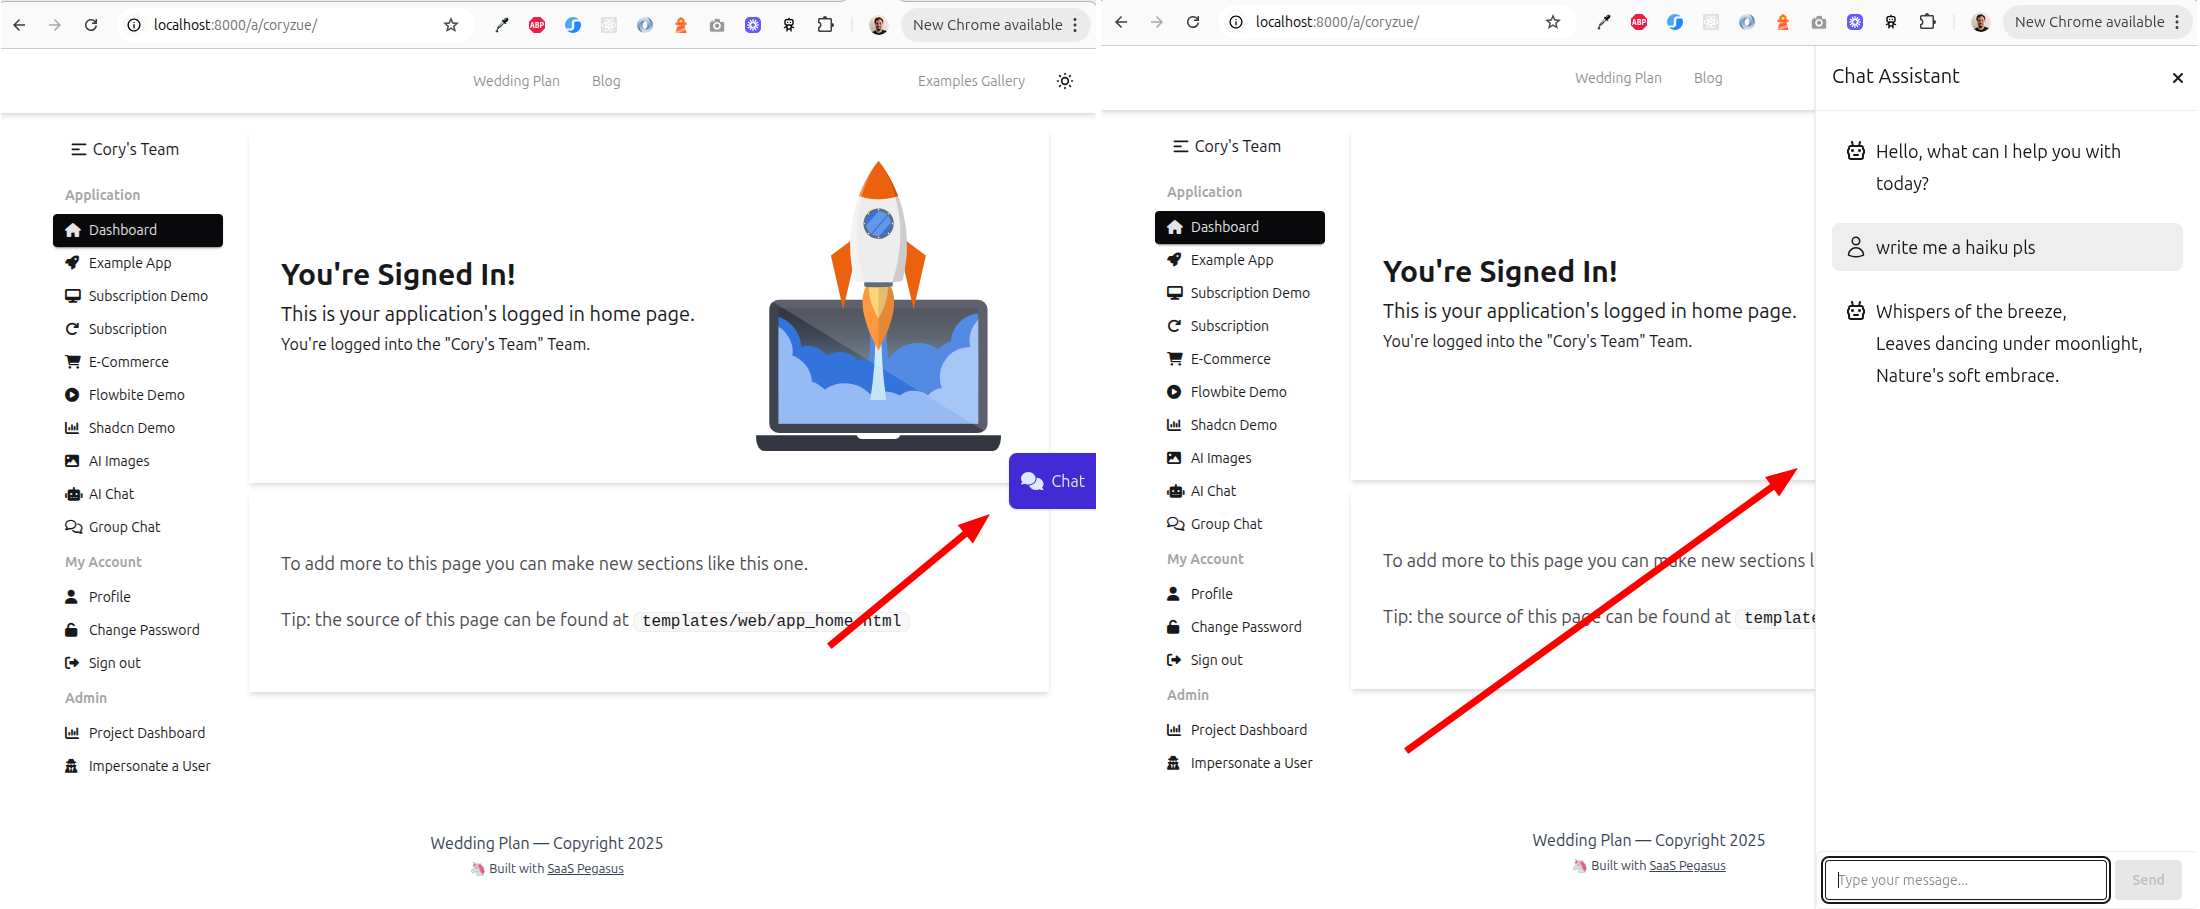 localhost:8000/a/coryzue/
ABP
New Chrome available
Wedding Plan
Blog
Examples Gallery
Cory's Team
Application
Dashboard
Example App
Subscription Demo
Subscription
E-Commerce
Flowbite Demo
Shadcn Demo
AI Images
AI Chat
Group Chat
My Account
Profile
Change Password
Sign out
Admin
Project Dashboard
Impersonate a User
You're Signed In!
This is your application's logged in home page.
You're logged into the "Cory's Team" Team.
Chat
To add more to this page you can make new sections like this one.
Tip: the source of this page can be found at templates/web/app_home.html
Wedding Plan — Copyright 2025
🦄 Built with SaaS Pegasus
localhost:8000/a/coryzue/
ABP
New Chrome available
Wedding Plan
Blog
Cory's Team
Application
Dashboard
Example App
Subscription Demo
Subscription
E-Commerce
Flowbite Demo
Shadcn Demo
AI Images
AI Chat
Group Chat
My Account
Profile
Change Password
Sign out
Admin
Project Dashboard
Impersonate a User
You're Signed In!
This is your application's logged in home page.
You're logged into the "Cory's Team" Team.
To add more to this page you can make new sections l
Tip: the source of this page can be found at template
Wedding Plan — Copyright 2025
🦄 Built with SaaS Pegasus
Chat Assistant
Hello, what can I help you with
today?
write me a haiku pls
Whispers of the breeze,
Leaves dancing under moonlight,
Nature's soft embrace.
Type your message...
Send